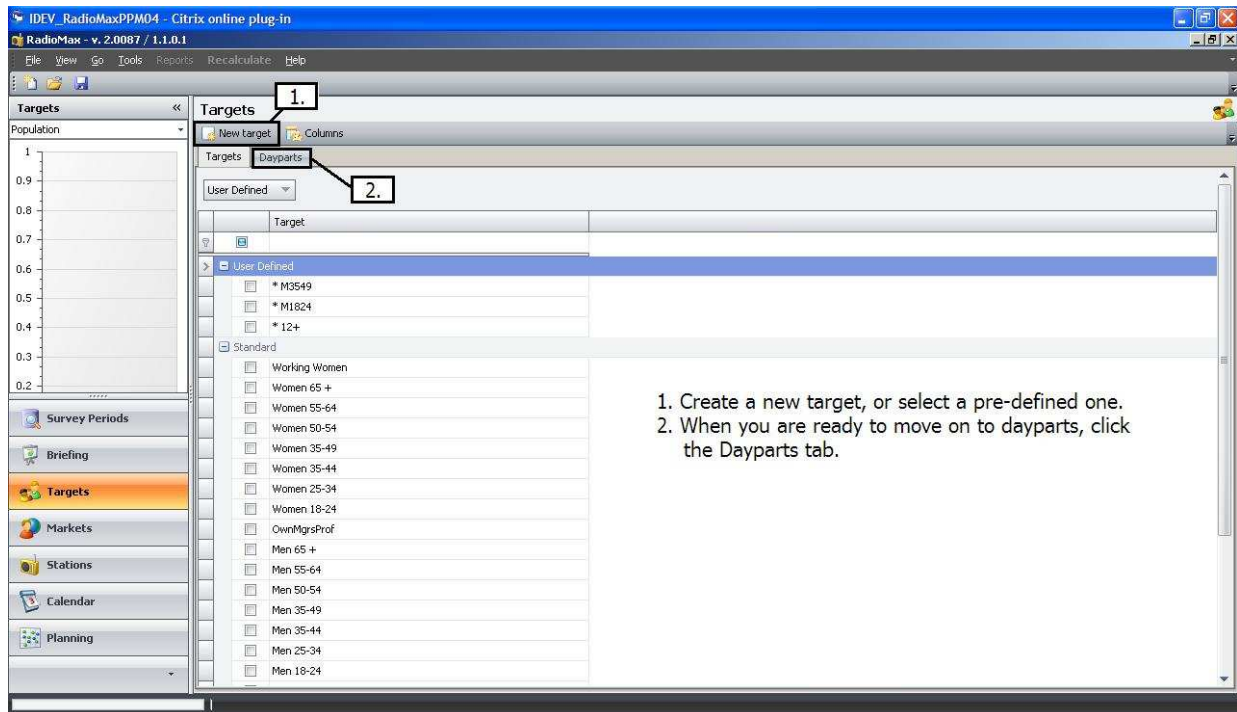 IDEV_RadioMaxPPM04 - Citrix online plug-in
RadioMax - v. 2.0087 / 1.1.0.1
File View Go Tools Reports Recalculate Help
Targets «
Population
1
0.9
0.8
0.7
0.6
0.5
0.4
0.3
0.2
Survey Periods
Briefing
Targets
Markets
Stations
Calendar
Planning
Targets
1.
New target Columns
Targets Dayparts
2.
User Defined
Target
User Defined
* M3549
* M1824
* 12+
Standard
Working Women
Women 65 +
Women 55-64
Women 50-54
Women 35-49
Women 35-44
Women 25-34
Women 18-24
OwnMgrsProf
Men 65 +
Men 55-64
Men 50-54
Men 35-49
Men 35-44
Men 25-34
Men 18-24
1. Create a new target, or select a pre-defined one.
2. When you are ready to move on to dayparts, click
the Dayparts tab.